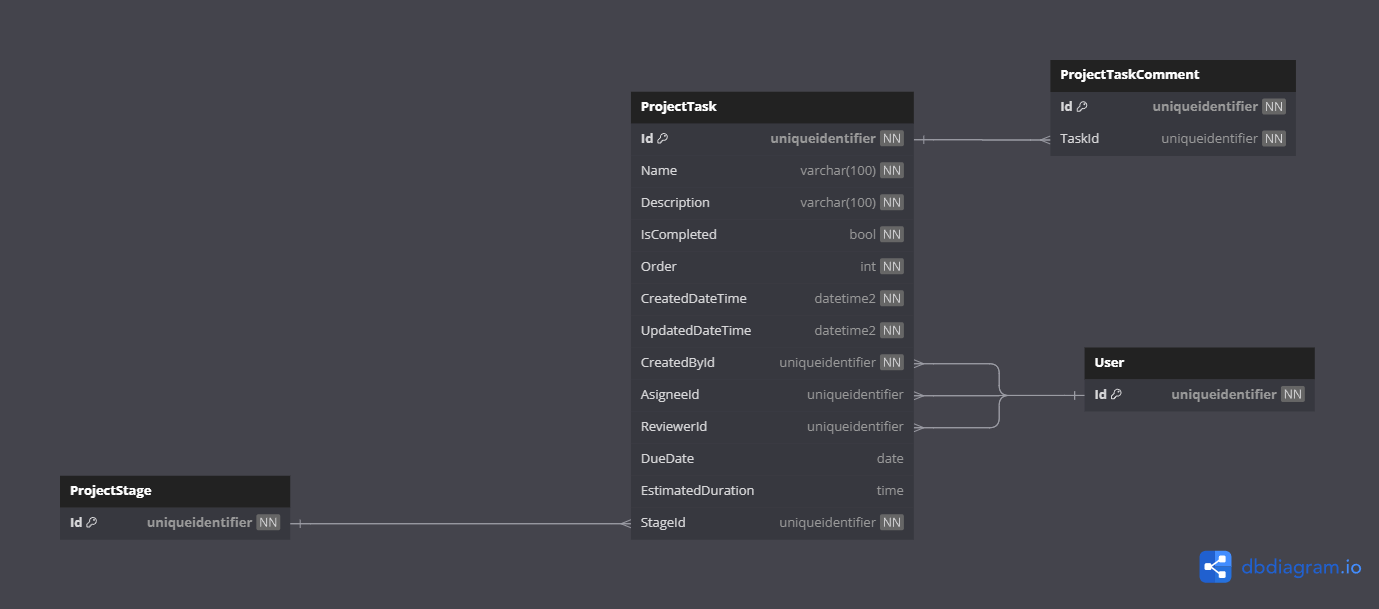 ProjectTaskComment
Id uniqueidentifier NN
TaskId uniqueidentifier NN
ProjectTask
Id uniqueidentifier NN
Name varchar(100) NN
Description varchar(100) NN
IsCompleted bool NN
Order int NN
CreatedDateTime datetime2 NN
UpdatedDateTime datetime2 NN
CreatedById uniqueidentifier NN
AsigneeId uniqueidentifier
ReviewerId uniqueidentifier
DueDate date
EstimatedDuration time
StageId uniqueidentifier NN
User
Id uniqueidentifier NN
ProjectStage
Id uniqueidentifier NN
dbdiagram.io